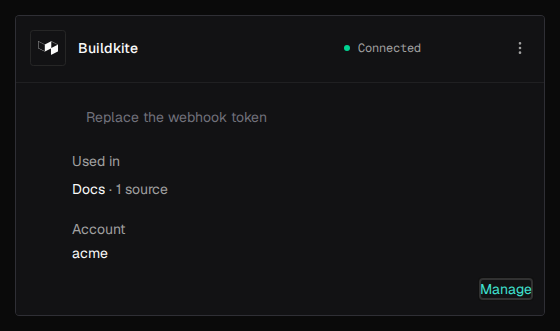 Buildkite
Connected
Replace the webhook token
Used in
Docs · 1 source
Account
acme
Manage